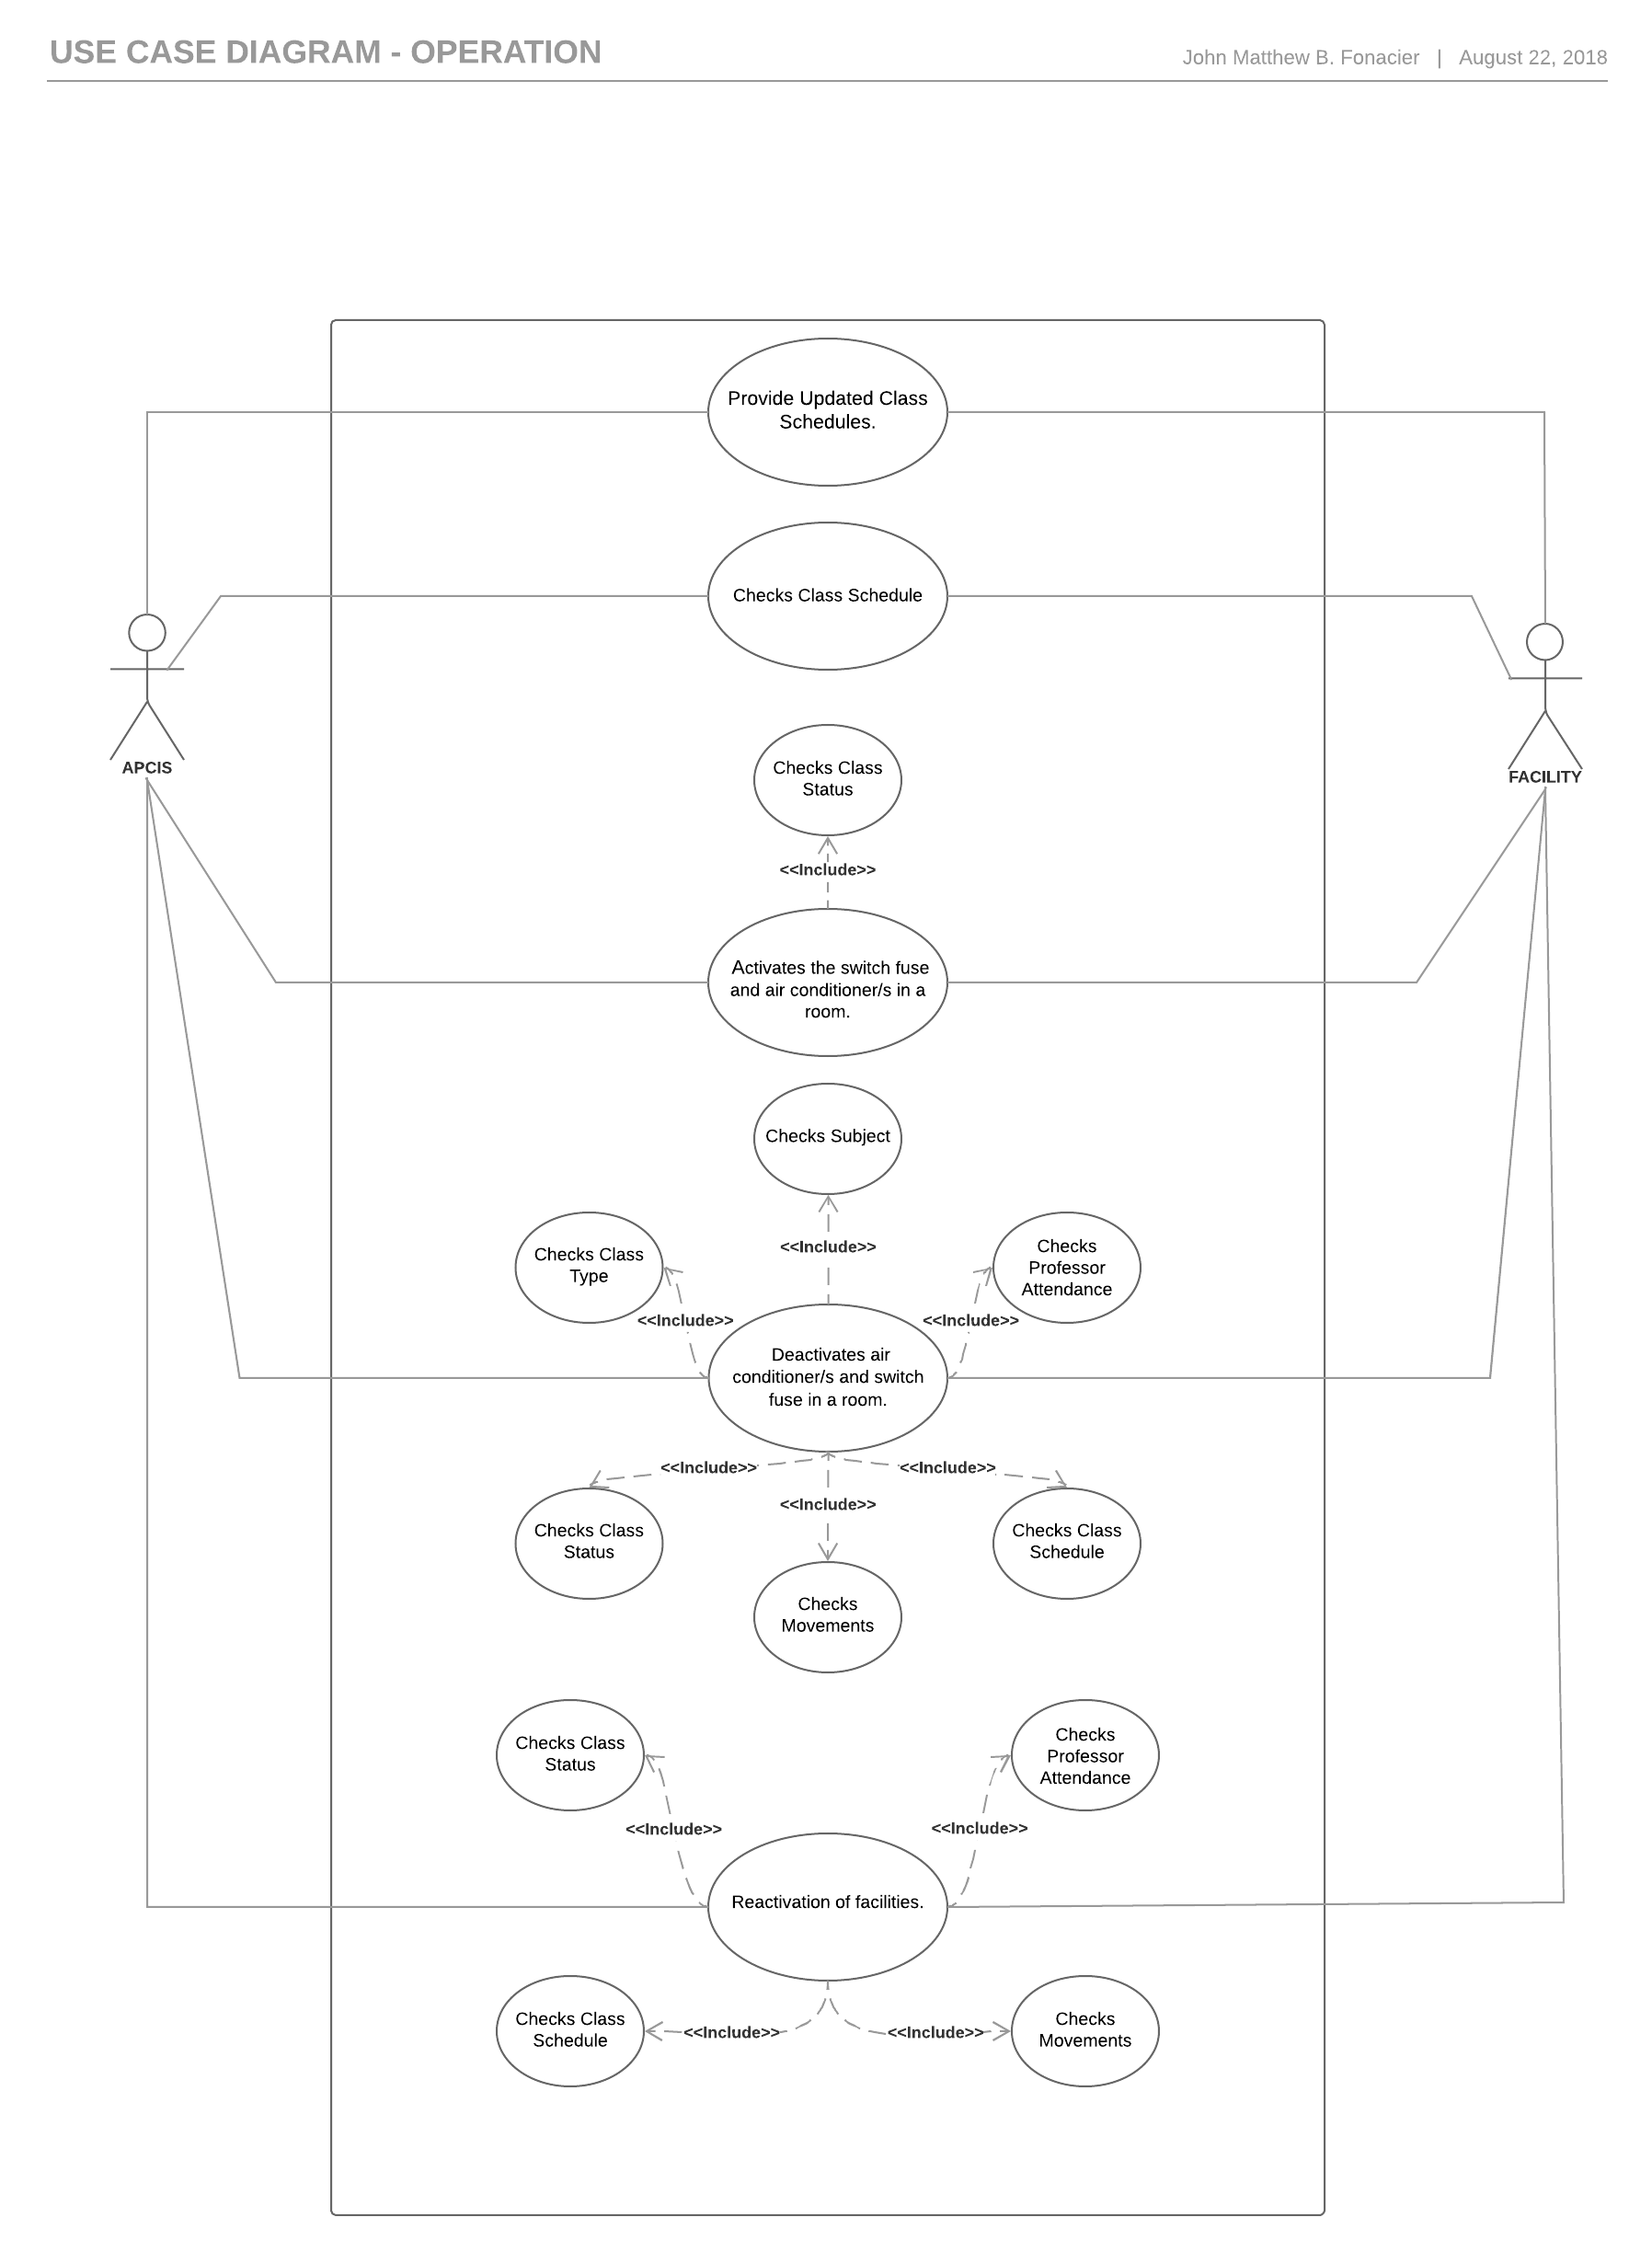 USE CASE DIAGRAM - OPERATION
John Matthew B. Fonacier | August 22, 2018
Provide Updated Class
Schedules.
Checks Class Schedule
APCIS
FACILITY
Checks Class
Status
<<Include>>
Activates the switch fuse
and air conditioner/s in a
room.
Checks Subject
<<Include>>
Checks Class
Type
Checks
Professor
Attendance
<<Include>>
<<Include>>
Deactivates air
conditioner/s and switch
fuse in a room.
<<Include>>
<<Include>>
<<Include>>
Checks Class
Status
Checks Class
Schedule
Checks
Movements
Checks Class
Status
Checks
Professor
Attendance
<<Include>>
<<Include>>
Reactivation of facilities.
Checks Class
Schedule
<<Include>>
<<Include>>
Checks
Movements